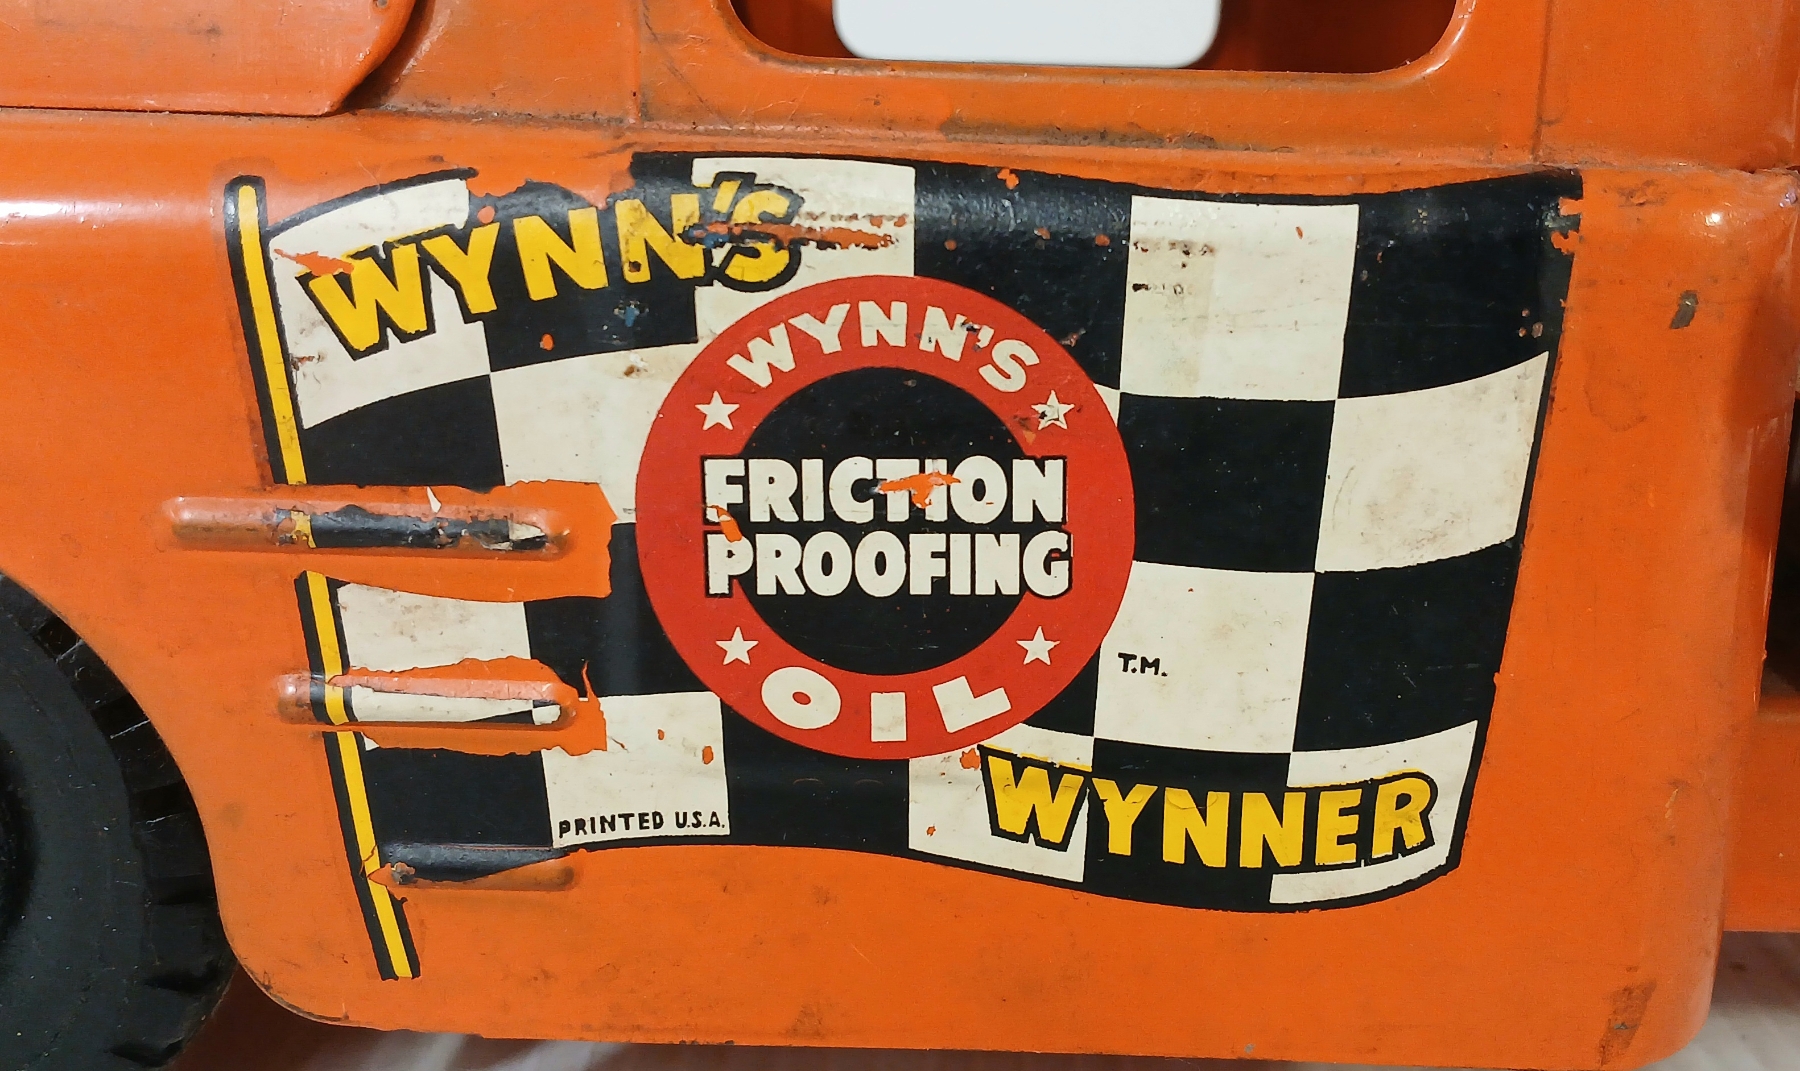 WYNN'S
WYNN'S
FRICTION
PROOFING
OIL
T.M.
WYNNER
PRINTED U.S.A.